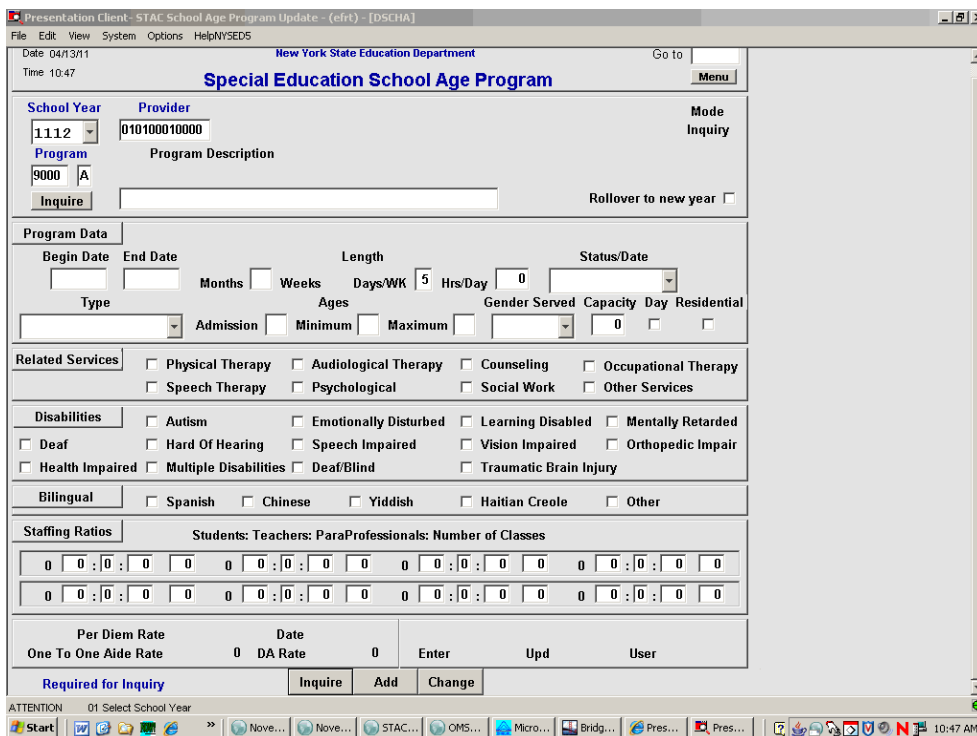 Presentation Client- STAC School Age Program Update - (efrt) - [DSCHA]
File Edit View System Options HelpNYSED5
Date 04/13/11 New York State Education Department Go to
Time 10:47 Special Education School Age Program Menu
School Year Provider Mode
1112 010100010000 Inquiry
Program Program Description
9000 A
Inquire Rollover to new year
Program Data
Begin Date End Date Length Status/Date
Months Weeks Days/WK 5 Hrs/Day 0
Type Ages Gender Served Capacity Day Residential
Admission Minimum Maximum 0
Related Services Physical Therapy Audiological Therapy Counseling Occupational Therapy
Speech Therapy Psychological Social Work Other Services
Disabilities Autism Emotionally Disturbed Learning Disabled Mentally Retarded
Deaf Hard Of Hearing Speech Impaired Vision Impaired Orthopedic Impair
Health Impaired Multiple Disabilities Deaf/Blind Traumatic Brain Injury
Bilingual Spanish Chinese Yiddish Haitian Creole Other
Staffing Ratios Students: Teachers: ParaProfessionals: Number of Classes
0 0 : 0 : 0 0 0 0 : 0 : 0 0 0 0 : 0 : 0 0 0 0 : 0 : 0 0
0 0 : 0 : 0 0 0 0 : 0 : 0 0 0 0 : 0 : 0 0 0 0 : 0 : 0 0
Per Diem Rate Date
One To One Aide Rate 0 DA Rate 0 Enter Upd User
Required for Inquiry Inquire Add Change
ATTENTION 01 Select School Year
Start » Nove... Nove... STAC... OMS... Micro... Bridg... Pres... Pres... 10:47 AM